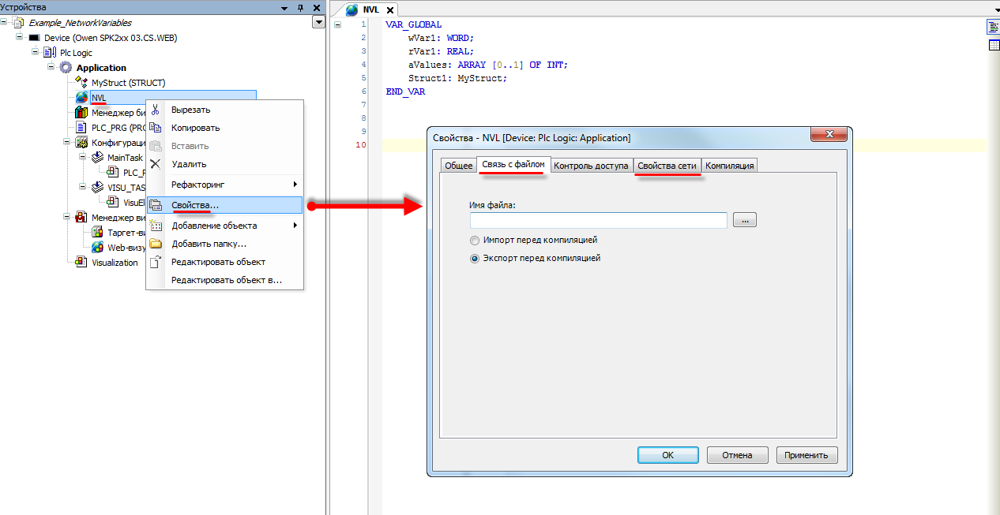 Устройства
Example_NetworkVariables
Device (Owen SPK2xx 03.CS.WEB)
Plc Logic
Application
MyStruct (STRUCT)
NVL
Менеджер би
PLC_PRG (PRG
Конфигураци
MainTask
PLC_P
VISU_TAS
VisuEl
Менеджер ви
Таргет-ви
Web-визу
Visualization
Вырезать
Копировать
Вставить
Удалить
Рефакторинг
Свойства...
Добавление объекта
Добавить папку...
Редактировать объект
Редактировать объект в...
NVL
1 VAR_GLOBAL
2 wVar1: WORD;
3 rVar1: REAL;
4 aValues: ARRAY [0..1] OF INT;
5 Struct1: MyStruct;
6 END_VAR
7
8
9
10
Свойства - NVL [Device: Plc Logic: Application]
Общее Связь с файлом Контроль доступа Свойства сети Компиляция
Имя файла:
...
Импорт перед компиляцией
Экспорт перед компиляцией
OK Отмена Применить